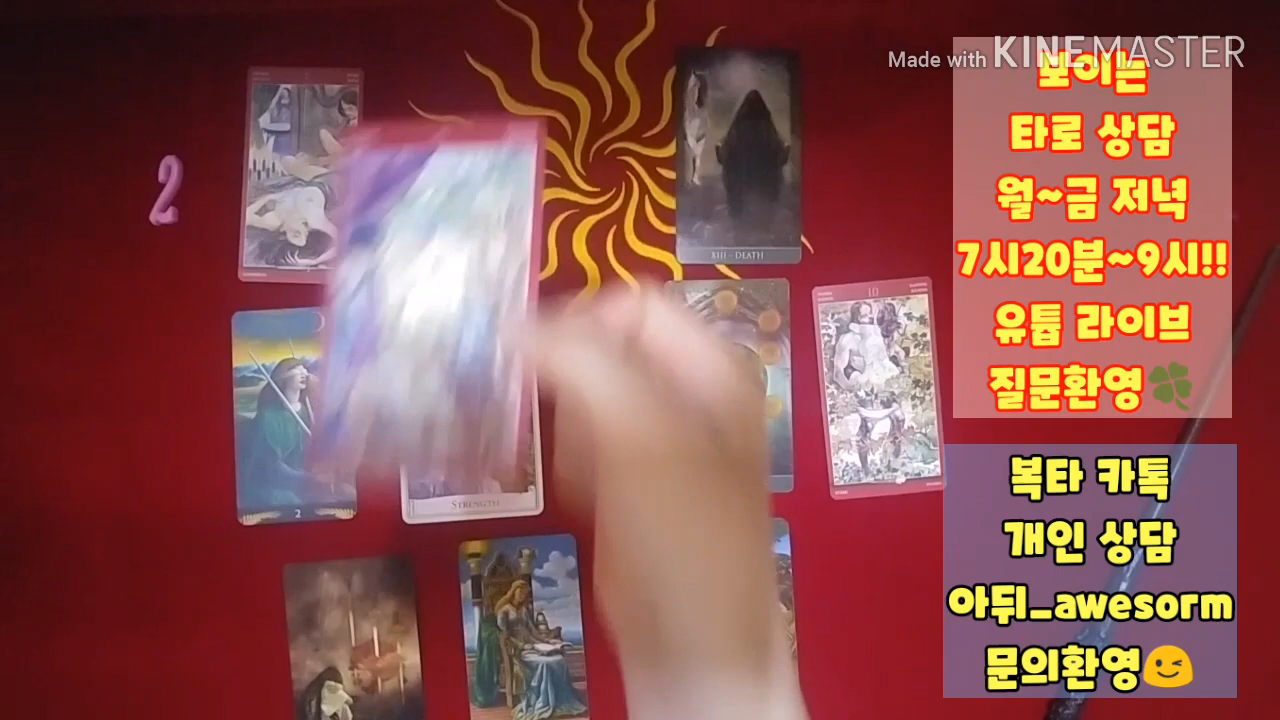 Made with KINEMASTER
보이는
타로 상담
월~금 저녁
7시20분~9시!!
유튭 라이브
질문환영🍀
복타 카톡
개인 상담
아뒤_awesorm
문의환영😉
2
XIII - DEATH
10
STRENGTH
2